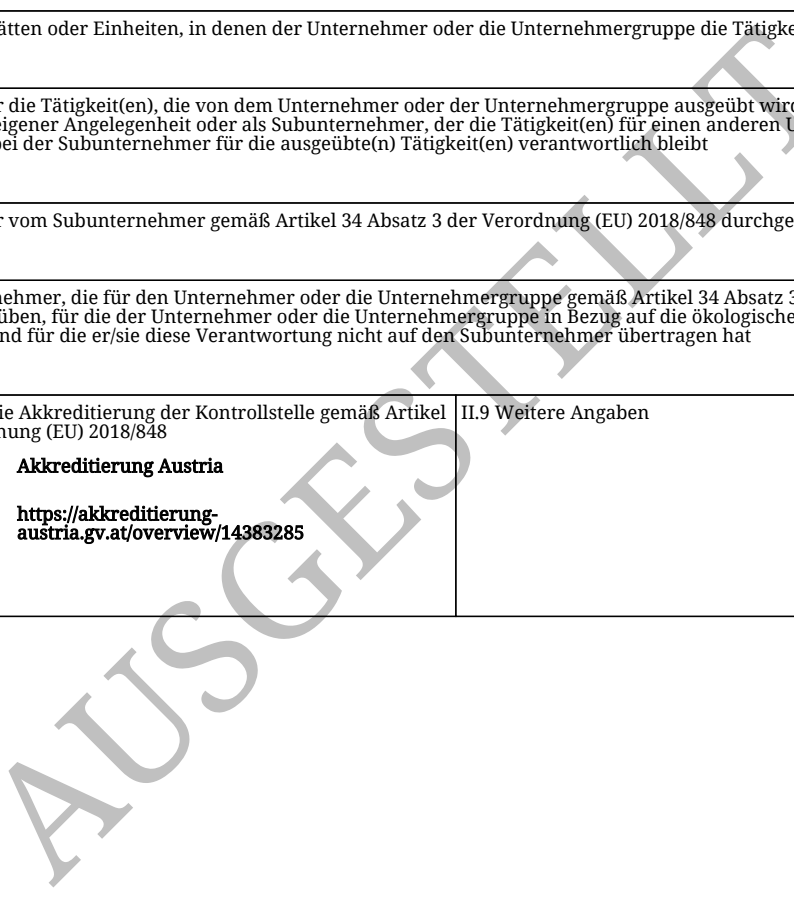 ätten oder Einheiten, in denen der Unternehmer oder die Unternehmergruppe die Tätigke
r die Tätigkeit(en), die von dem Unternehmer oder der Unternehmergruppe ausgeübt wird
eigener Angelegenheit oder als Subunternehmer, der die Tätigkeit(en) für einen anderen U
bei der Subunternehmer für die ausgeübte(n) Tätigkeit(en) verantwortlich bleibt
r vom Subunternehmer gemäß Artikel 34 Absatz 3 der Verordnung (EU) 2018/848 durchge
nehmer, die für den Unternehmer oder die Unternehmergruppe gemäß Artikel 34 Absatz 3
üben, für die der Unternehmer oder die Unternehmergruppe in Bezug auf die ökologische
nd für die er/sie diese Verantwortung nicht auf den Subunternehmer übertragen hat
ie Akkreditierung der Kontrollstelle gemäß Artikel
nung (EU) 2018/848
Akkreditierung Austria
https://akkreditierung-
austria.gv.at/overview/14383285
II.9 Weitere Angaben
AUSGESTELLT